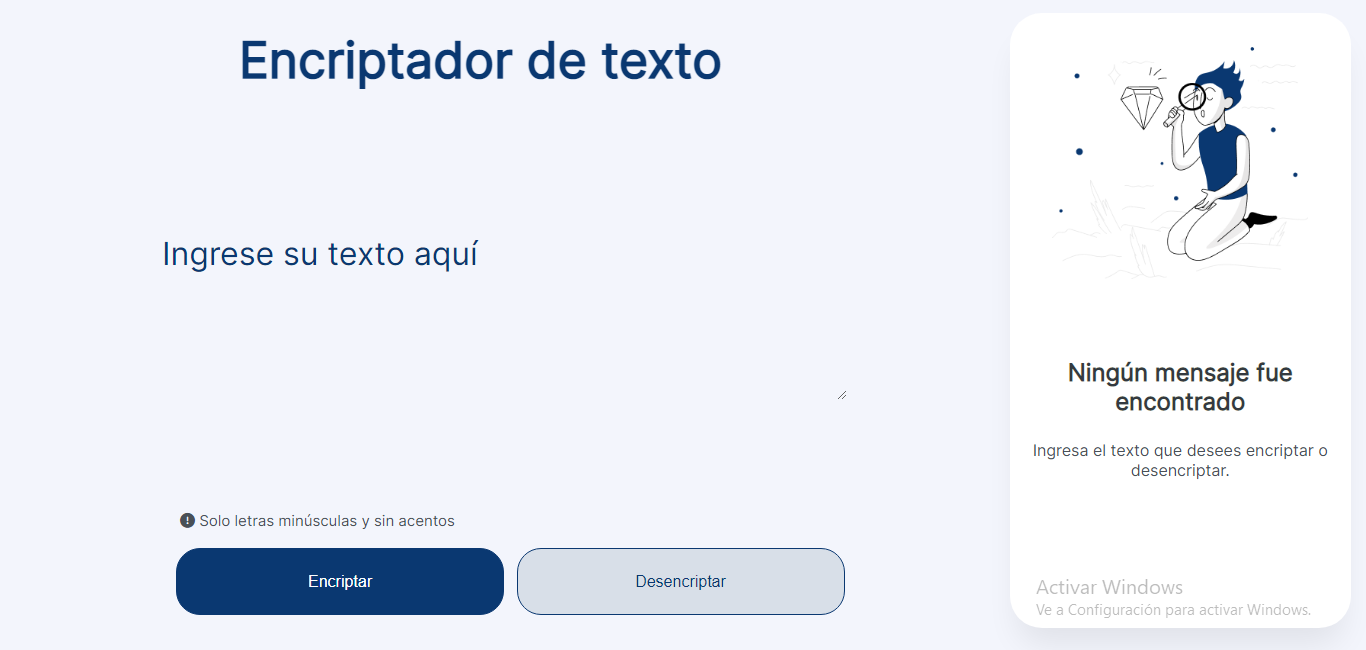 Encriptador de texto
Ingrese su texto aquí
Solo letras minúsculas y sin acentos
Encriptar
Desencriptar
Ningún mensaje fue
encontrado
Ingresa el texto que desees encriptar o
desencriptar.
Activar Windows
Ve a Configuración para activar Windows.